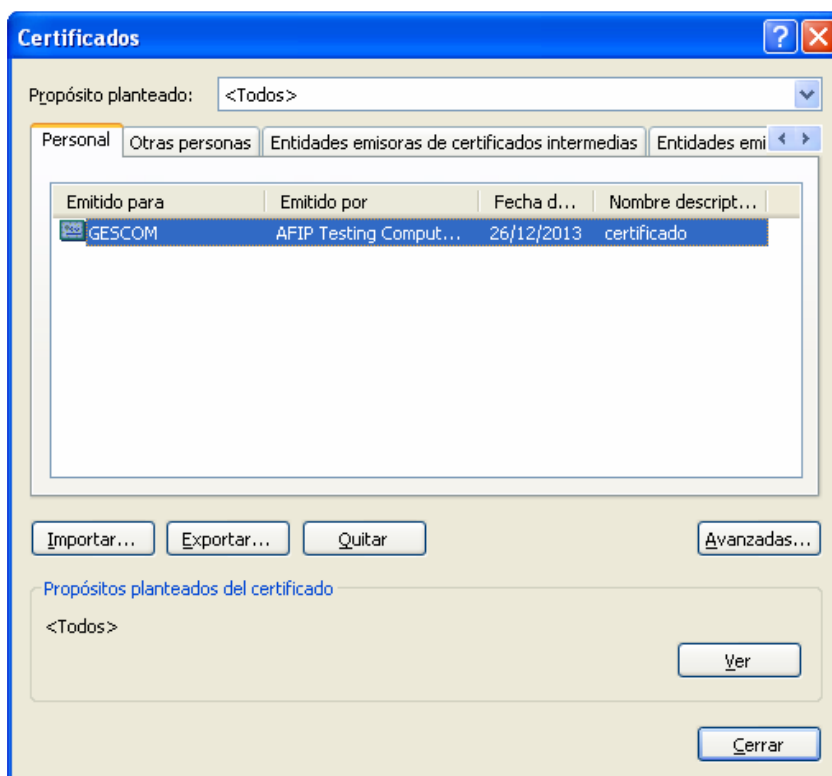 Certificados
Propósito planteado: <Todos>
Personal Otras personas Entidades emisoras de certificados intermedias Entidades emi
Emitido para Emitido por Fecha d... Nombre descript...
GESCOM AFIP Testing Comput... 26/12/2013 certificado
Importar... Exportar... Quitar Avanzadas...
Propósitos planteados del certificado
<Todos>
Ver
Cerrar